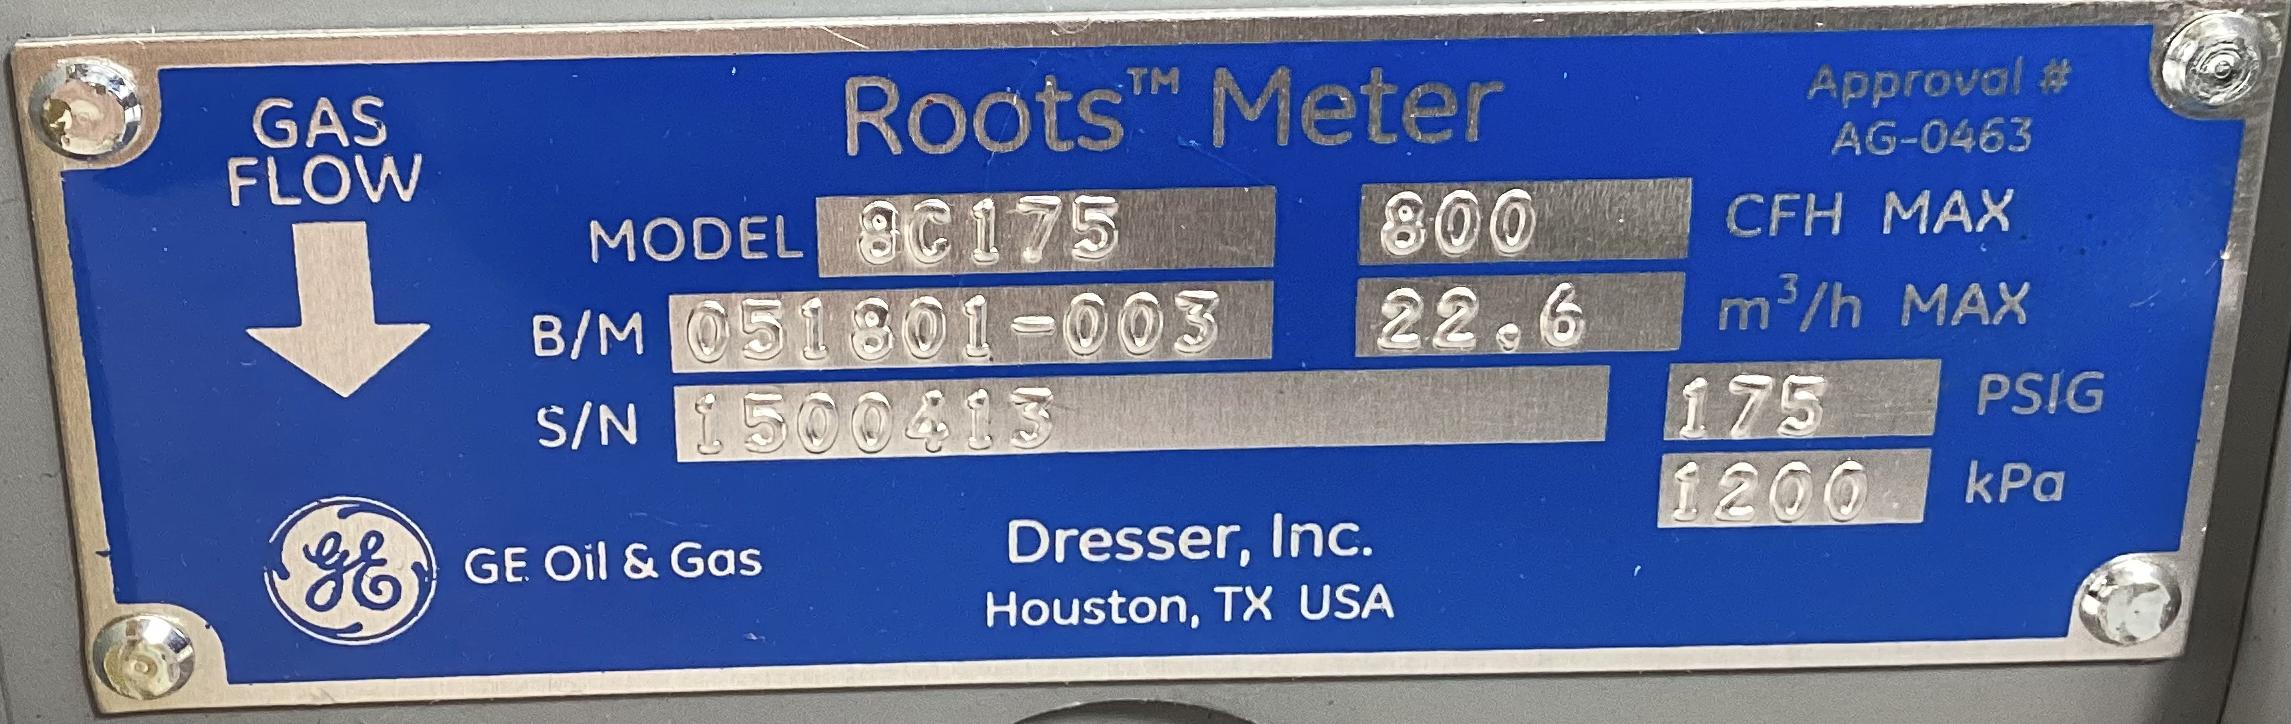 GAS
FLOW
Roots™ Meter
Approval #
AG-0463
MODEL 8C175 800 CFH MAX
B/M 051801-003 22.6 m³/h MAX
S/N 1500413 175 PSIG
1200 kPa
GE GE Oil & Gas
Dresser, Inc.
Houston, TX USA